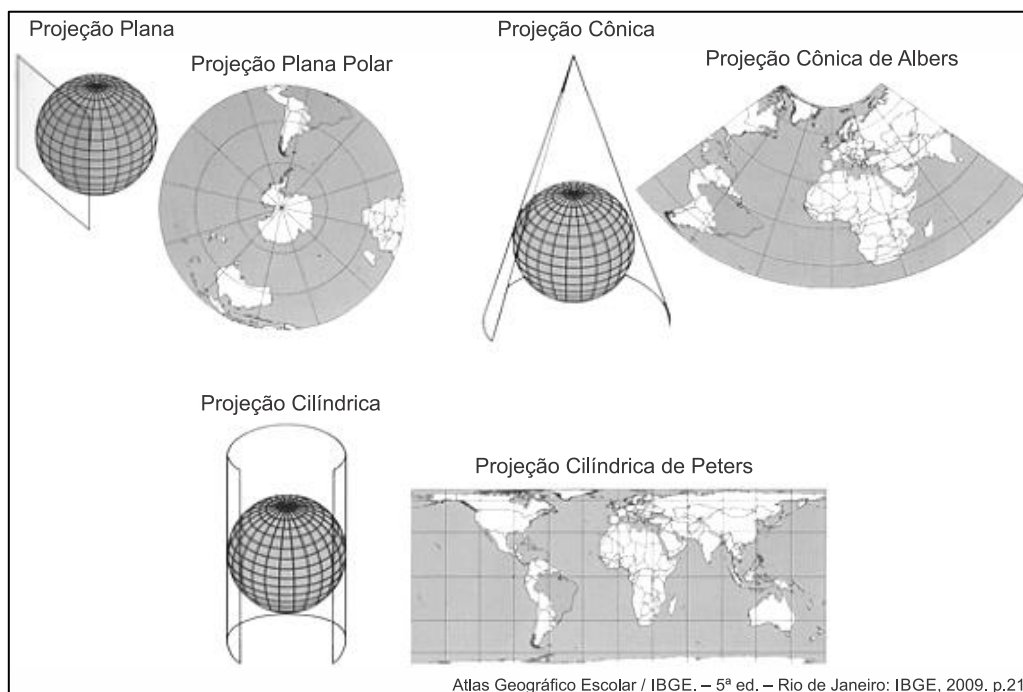 Projeção Plana
Projeção Plana Polar
Projeção Cônica
Projeção Cônica de Albers
Projeção Cilíndrica
Projeção Cilíndrica de Peters
Atlas Geográfico Escolar / IBGE. – 5ª ed. – Rio de Janeiro: IBGE, 2009. p.21